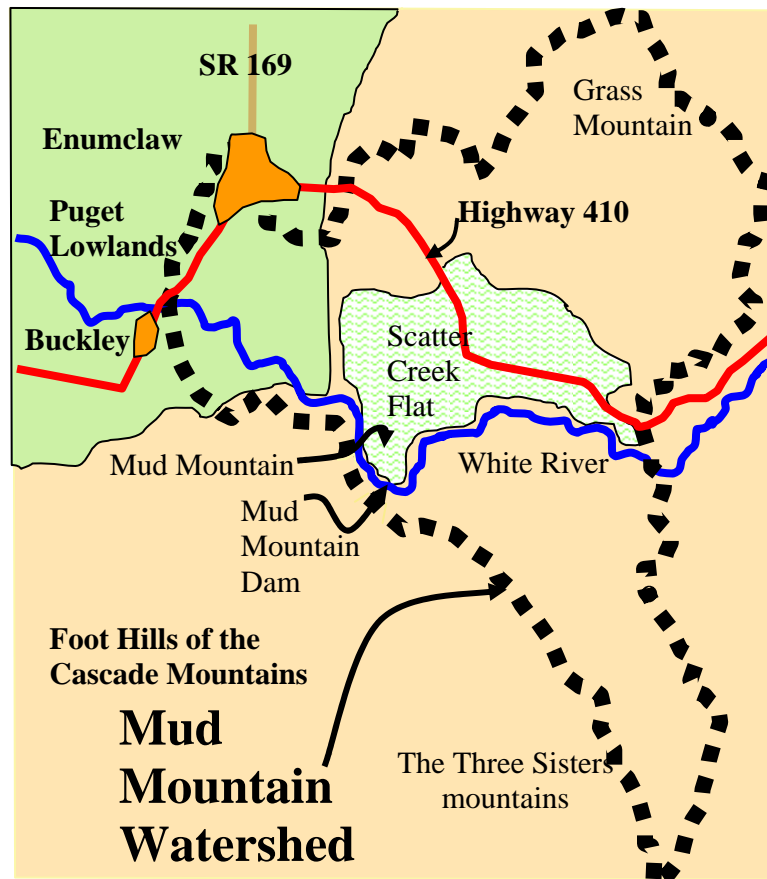 SR 169
Grass
Mountain
Enumclaw
Puget
Lowlands
Highway 410
Buckley
Scatter
Creek
Flat
Mud Mountain
White River
Mud
Mountain
Dam
Foot Hills of the
Cascade Mountains
Mud
Mountain
Watershed
The Three Sisters
mountains